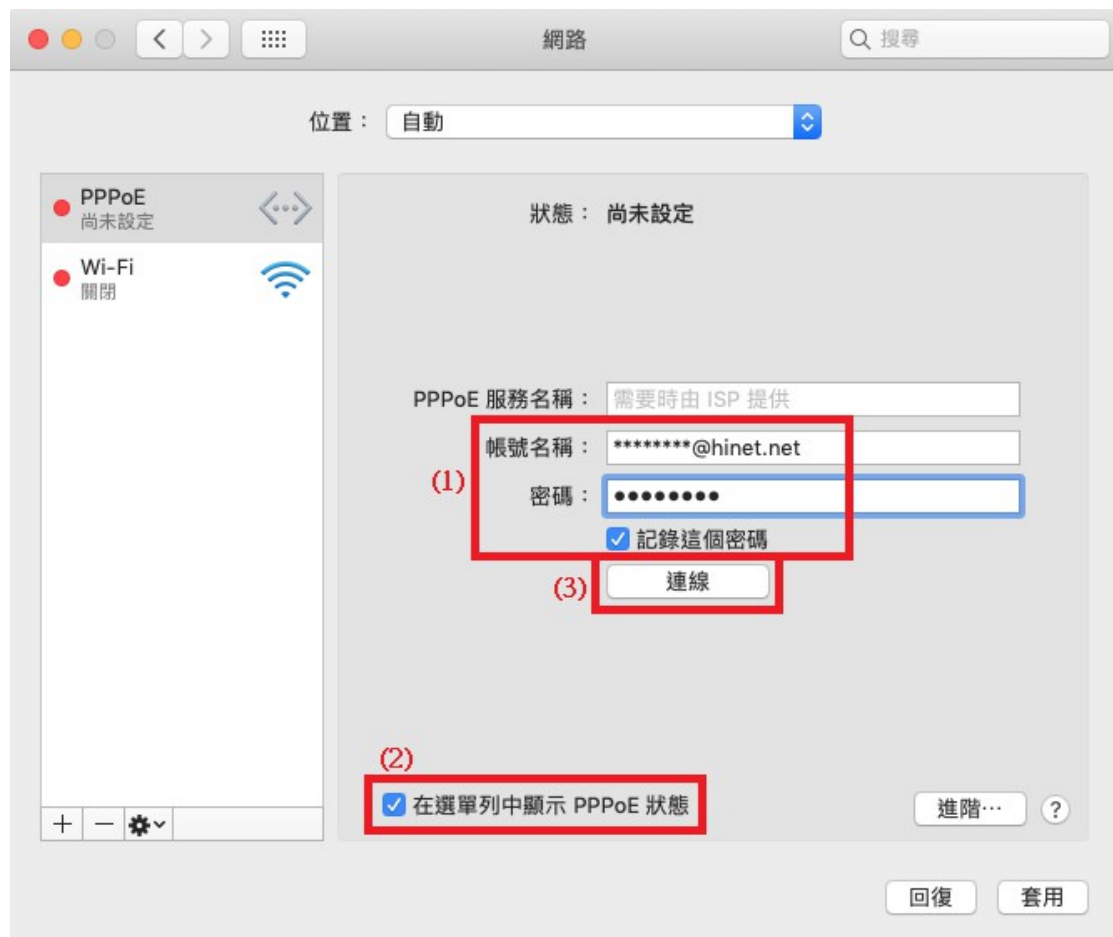 網路
搜尋
位置： 自動
PPPoE
尚未設定
Wi-Fi
關閉
狀態： 尚未設定
PPPoE 服務名稱： 需要時由 ISP 提供
帳號名稱： ********@hinet.net
(1)
密碼： ●●●●●●●●
記錄這個密碼
(3) 連線
(2)
在選單列中顯示 PPPoE 狀態
進階… ?
回復 套用